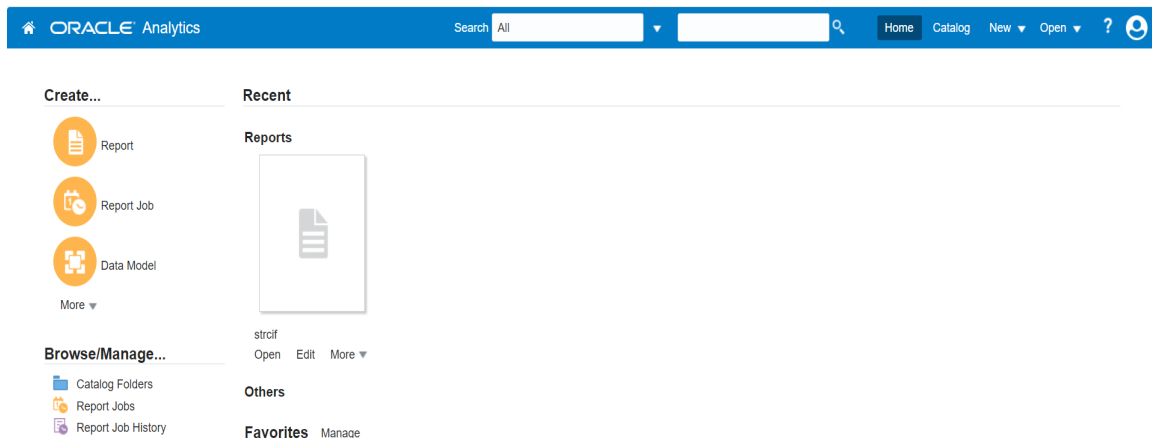 ORACLE Analytics Search All Home Catalog New Open ?
Create...
Report
Report Job
Data Model
More
Browse/Manage...
Catalog Folders
Report Jobs
Report Job History
Recent
Reports
strcif
Open Edit More
Others
Favorites Manage